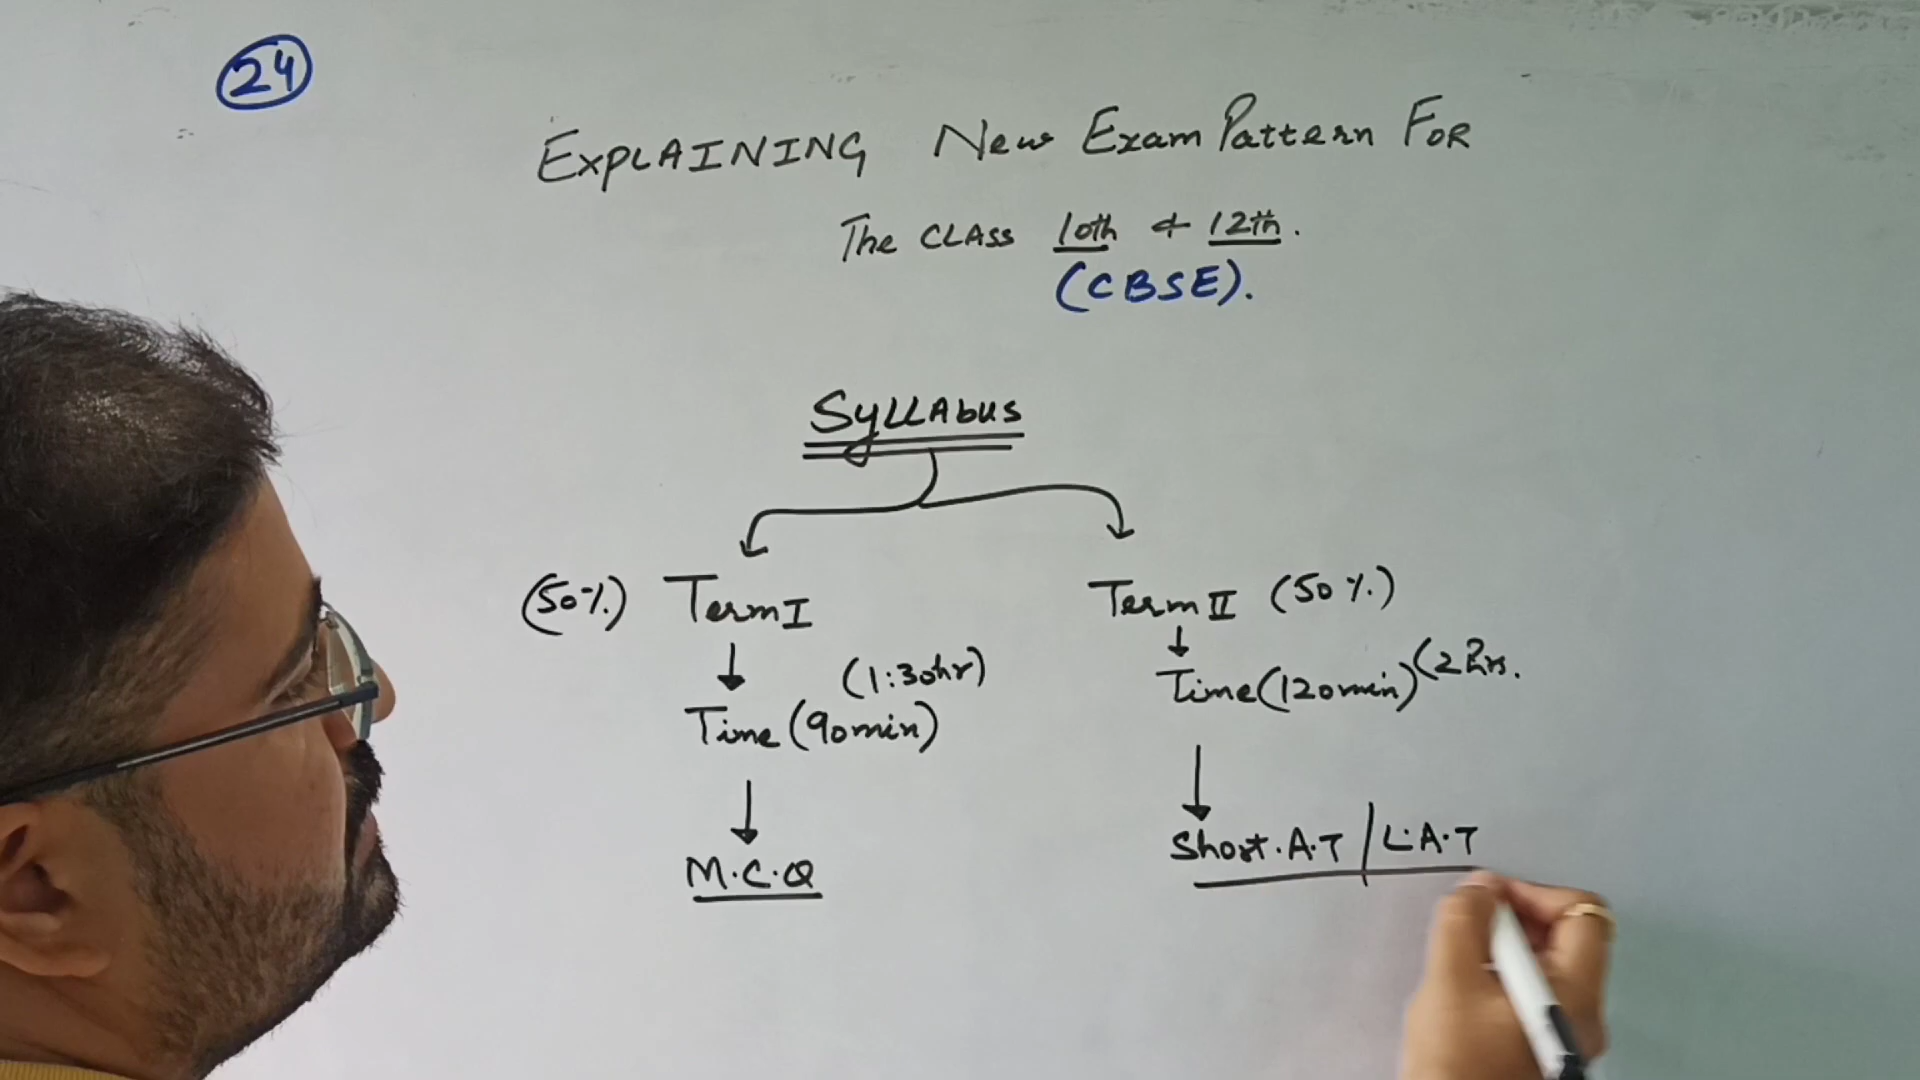 24
EXPLAINING New Exam Pattern FOR
The CLASS 10th & 12th.
(CBSE).
SYLLABUS
(50%) Term I
Term II (50%)
(1:30hr)
Time (90min)
Time (120min) (2 Hrs.
M.C.Q
Short.A.T / L.A.T